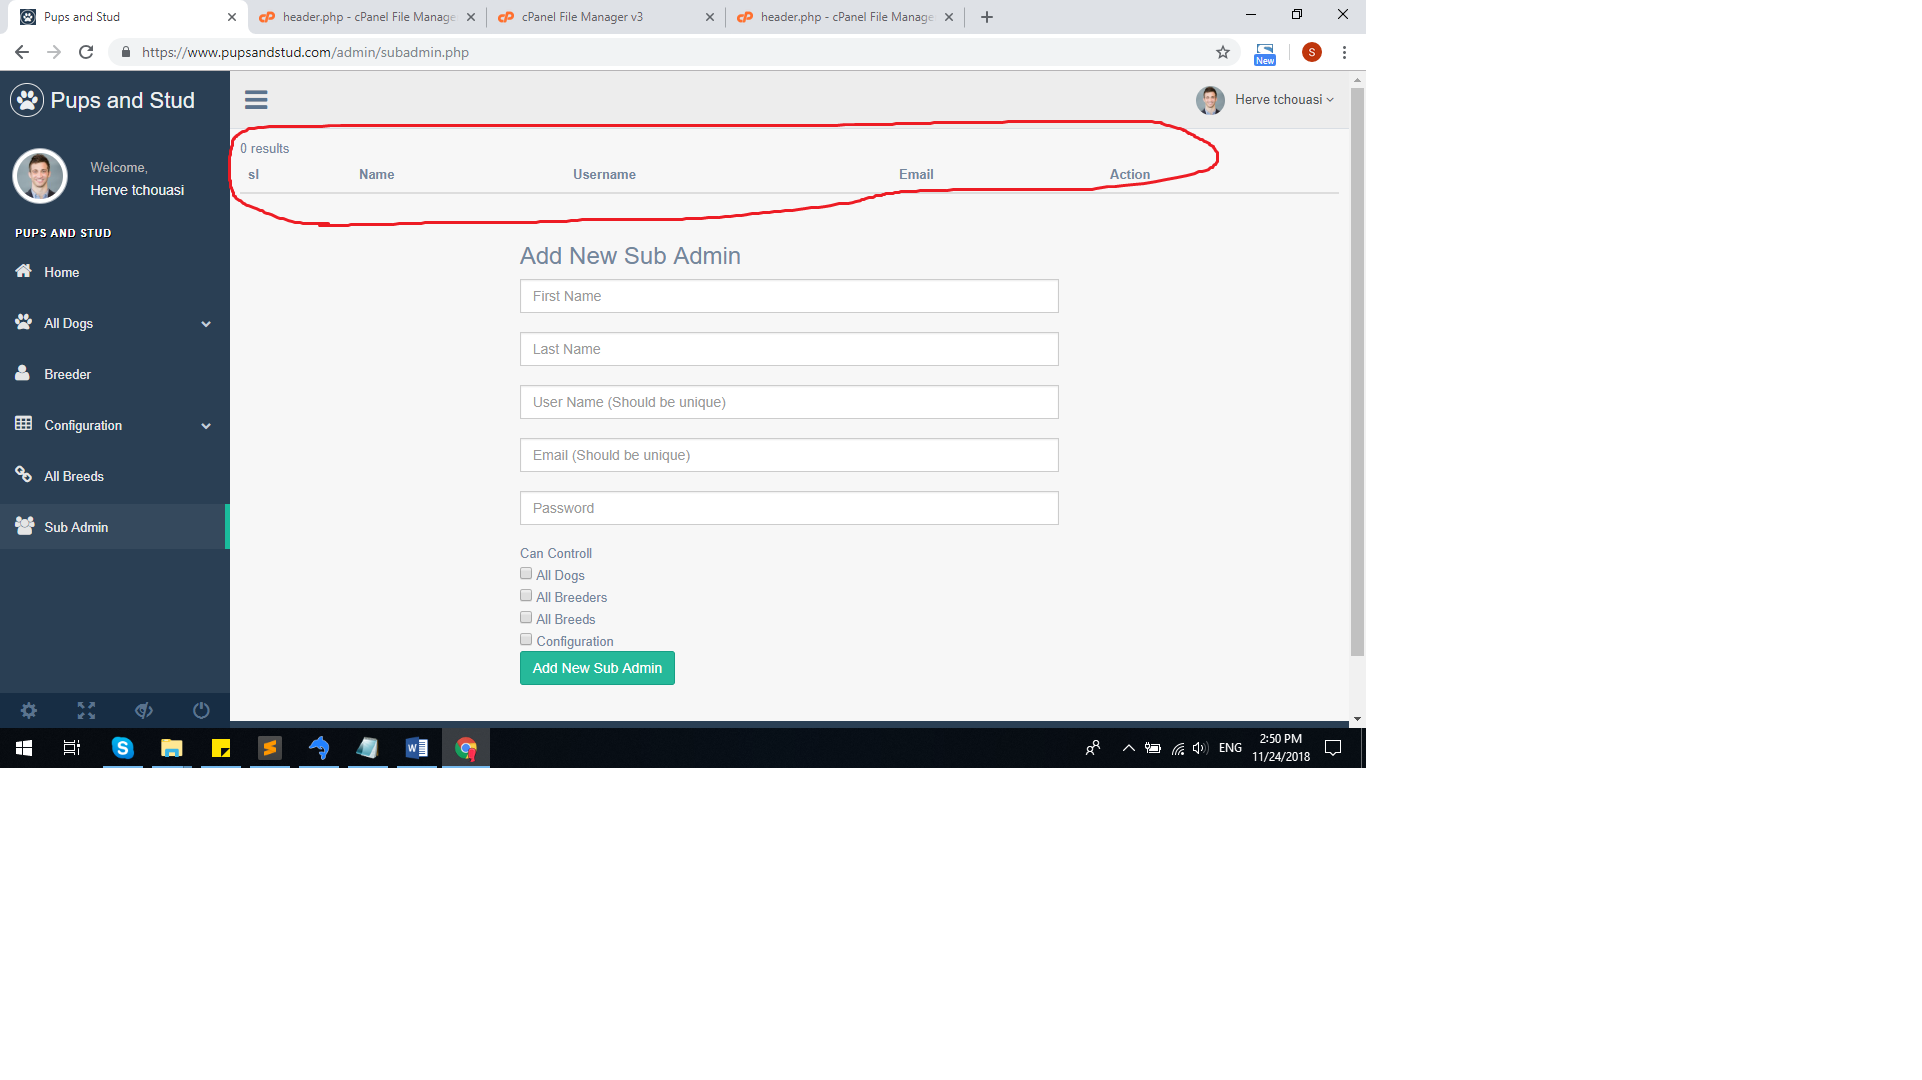 Pups and Stud
header.php - cPanel File Manage
cPanel File Manager v3
header.php - cPanel File Manage
https://www.pupsandstud.com/admin/subadmin.php
New
S
Pups and Stud
Herve tchouasi
Welcome,
Herve tchouasi
PUPS AND STUD
Home
All Dogs
Breeder
Configuration
All Breeds
Sub Admin
0 results
sl Name Username Email Action
Add New Sub Admin
First Name
Last Name
User Name (Should be unique)
Email (Should be unique)
Password
Can Controll
All Dogs
All Breeders
All Breeds
Configuration
Add New Sub Admin
ENG
2:50 PM
11/24/2018